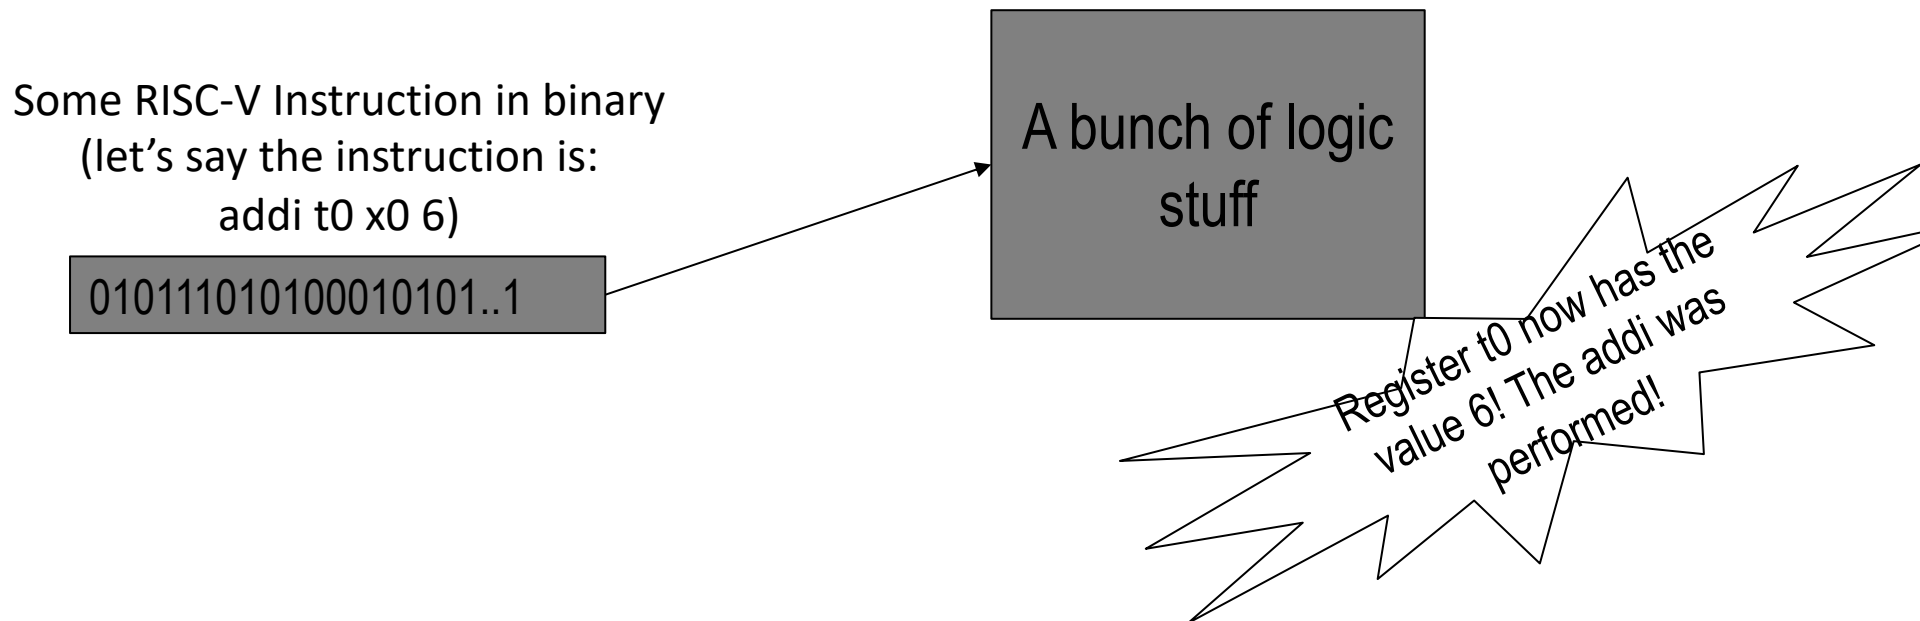 Some RISC-V Instruction in binary
(let’s say the instruction is:
addi t0 x0 6)
010111010100010101..1
A bunch of logic
stuff
Register t0 now has the
value 6! The addi was
performed!